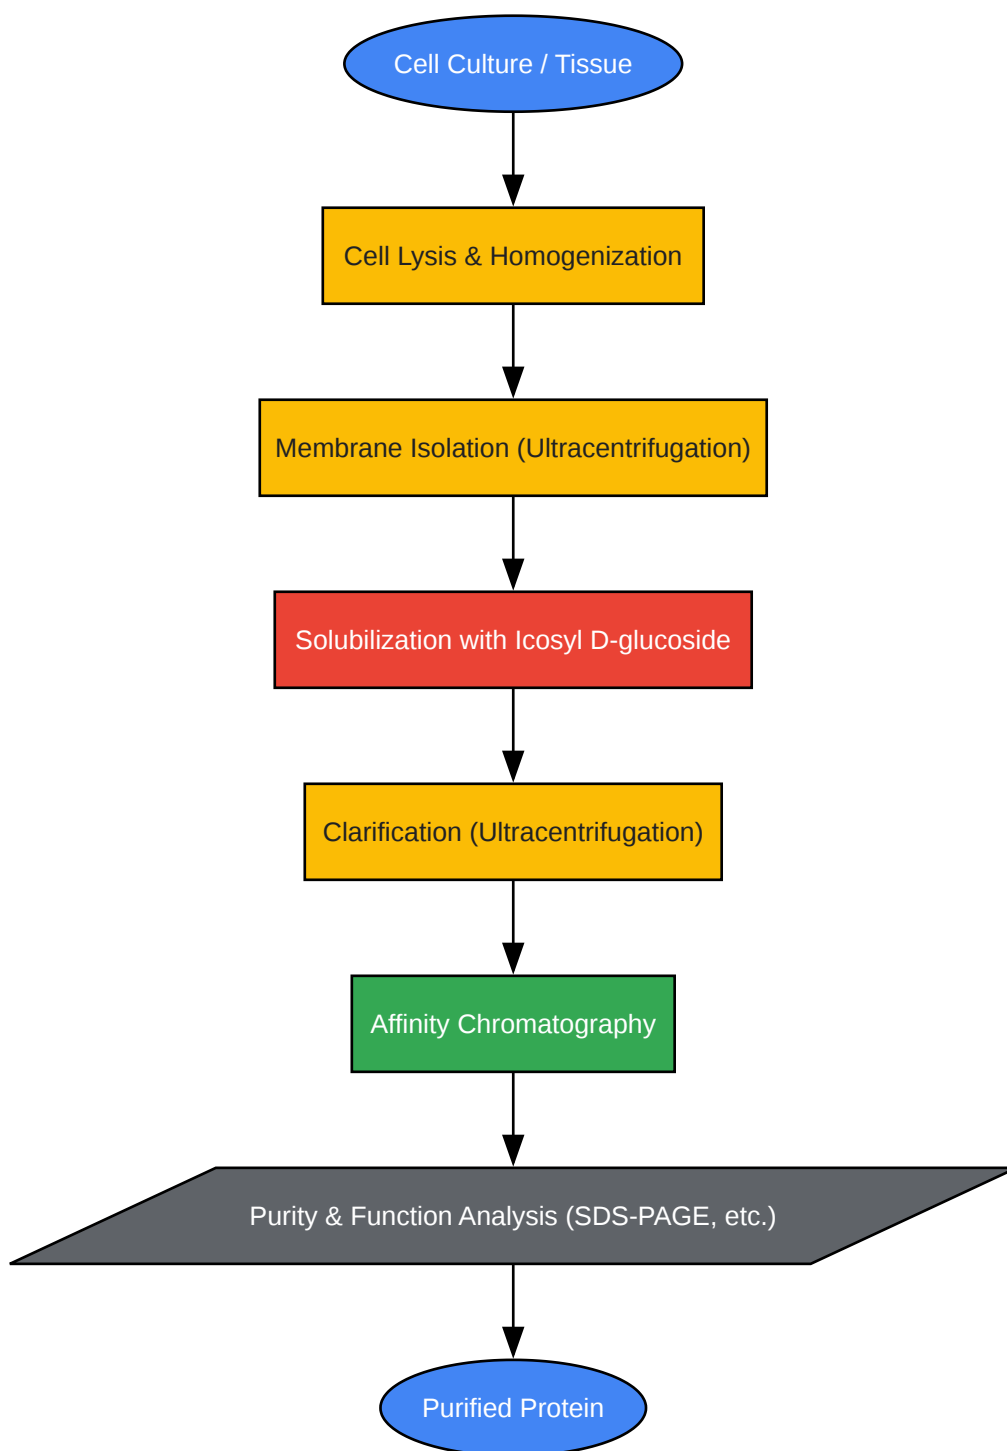 Cell Culture / Tissue
Cell Lysis & Homogenization
Membrane Isolation (Ultracentrifugation)
Solubilization with Icosyl D-glucoside
Clarification (Ultracentrifugation)
Affinity Chromatography
Purity & Function Analysis (SDS-PAGE, etc.)
Purified Protein